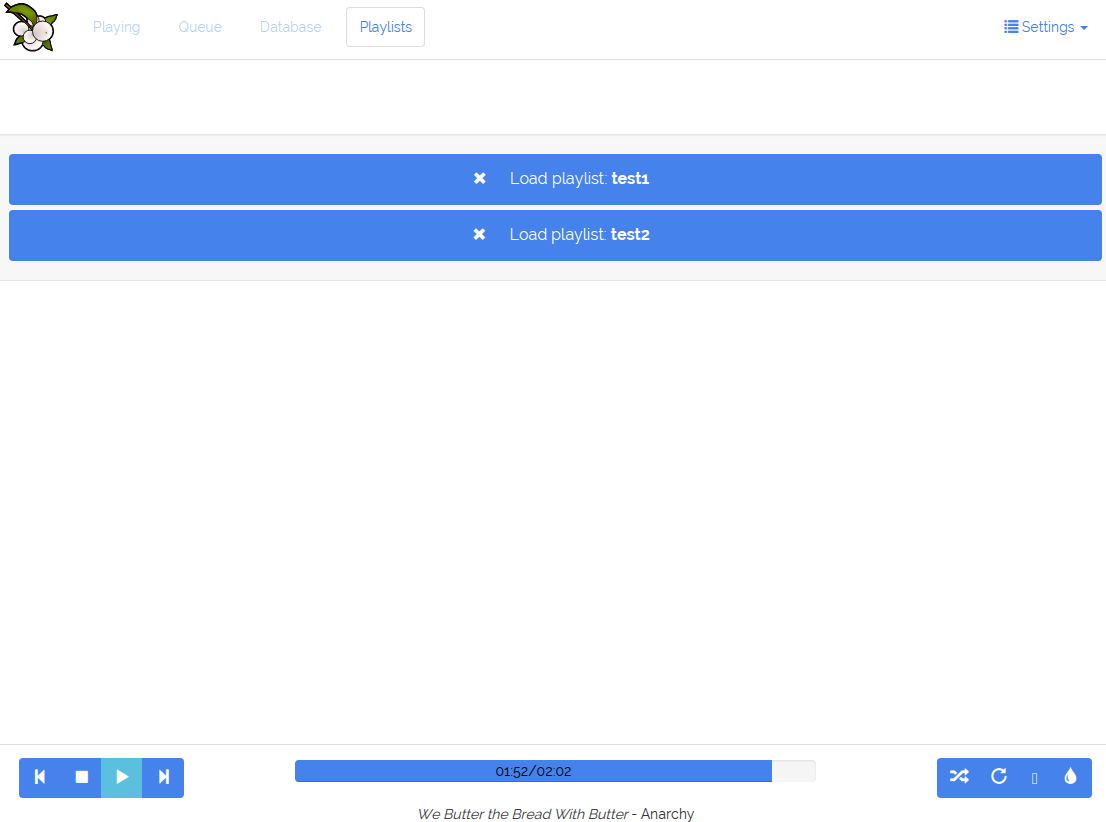 Playing
Queue
Database
Playlists
Settings
Load playlist: test1
Load playlist: test2
01:52/02:02
We Butter the Bread With Butter - Anarchy